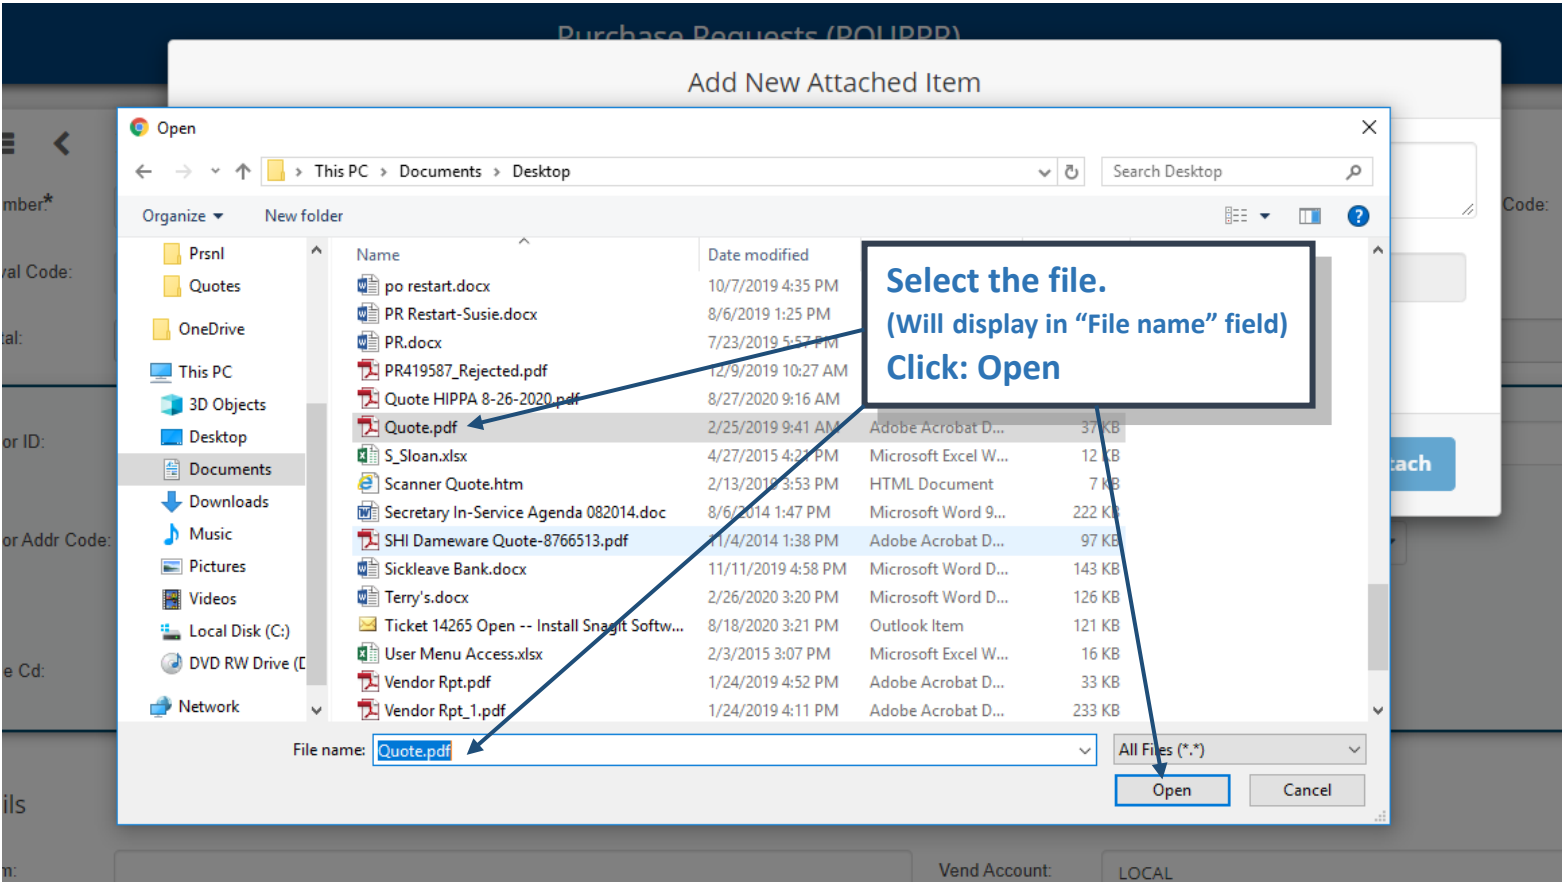 Purchase Requests (POUPPR)
Add New Attached Item
Open
This PC > Documents > Desktop
Search Desktop
Organize
New folder
?
mber:*
Code:
val Code:
tal:
or ID:
or Addr Code:
e Cd:
ils
m:
Prsnl
Quotes
OneDrive
This PC
3D Objects
Desktop
Documents
Downloads
Music
Pictures
Videos
Local Disk (C:)
DVD RW Drive (D
Network
Name Date modified
po restart.docx 10/7/2019 4:35 PM
PR Restart-Susie.docx 8/6/2019 1:25 PM
PR.docx 7/23/2019 5:57 PM
PR419587_Rejected.pdf 12/9/2019 10:27 AM
Quote HIPPA 8-26-2020.pdf 8/27/2020 9:16 AM
Quote.pdf 2/25/2019 9:41 AM Adobe Acrobat D... 37 KB
S_Sloan.xlsx 4/27/2015 4:21 PM Microsoft Excel W... 12 KB
Scanner Quote.htm 3:53 PM HTML Document 7 KB
Secretary In-Service Agenda 082014.doc 8/6/2014 1:47 PM Microsoft Word 9... 222 KB
SHI Dameware Quote-8766513.pdf 11/4/2014 1:38 PM Adobe Acrobat D... 97 KB
Sickleave Bank.docx 11/11/2019 4:58 PM Microsoft Word D... 143 KB
Terry's.docx 2/26/2020 3:20 PM Microsoft Word D... 126 KB
Ticket 14265 Open -- Install Snagit Softw... 8/18/2020 3:21 PM Outlook Item 121 KB
User Menu Access.xlsx 2/3/2015 3:07 PM Microsoft Excel W... 16 KB
Vendor Rpt.pdf 1/24/2019 4:52 PM Adobe Acrobat D... 33 KB
Vendor Rpt_1.pdf 1/24/2019 4:11 PM Adobe Acrobat D... 233 KB
Select the file.
(Will display in “File name” field)
Click: Open
tach
File name: Quote.pdf
All Files (*.*)
Open
Cancel
Vend Account:
LOCAL